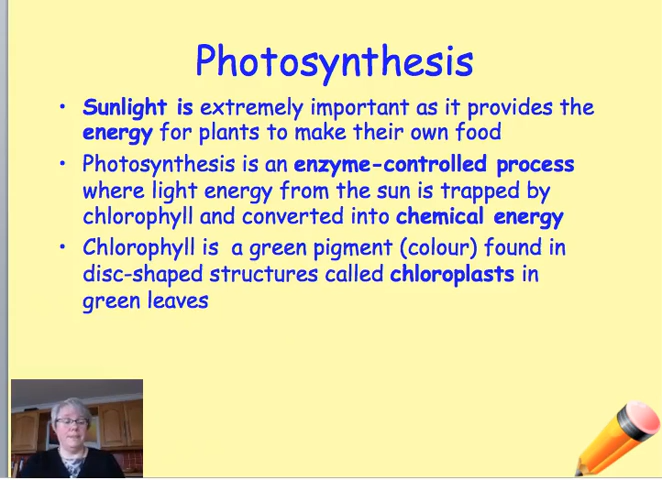 Photosynthesis
• Sunlight is extremely important as it provides the
energy for plants to make their own food
• Photosynthesis is an enzyme-controlled process
where light energy from the sun is trapped by
chlorophyll and converted into chemical energy
• Chlorophyll is  a green pigment (colour) found in
disc-shaped structures called chloroplasts in
green leaves